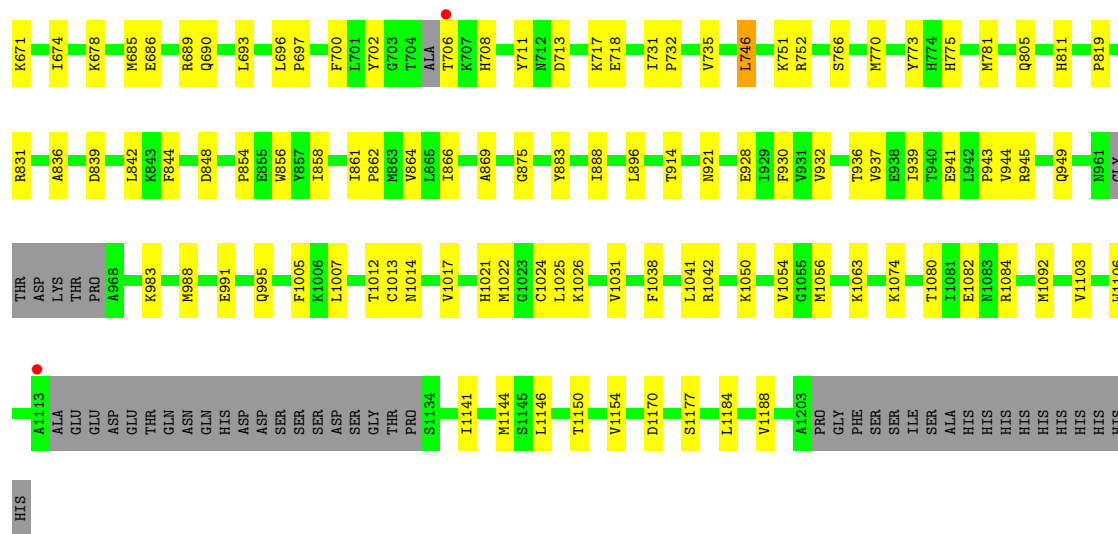 K671 I674 K678 M685 E686 R689 Q690 L693 L696 P697 F700 L701 Y702 G703 T704 ALA T706 K707 H708 Y711 N712 D713 K717 E718 I731 P732 V735 L746 K751 R752 S766 M770 Y773 H774 H775 M781 Q805 H811 P819
R831 A836 D839 L842 K843 F844 D848 P854 E855 W856 Y857 I858 I861 P862 M863 V864 L865 I866 A869 G875 Y883 I888 L896 T914 N921 E928 I929 F930 V931 V932 T936 V937 E938 I939 T940 E941 L942 P943 V944 R945 Q949 N961 GLY
THR ASP LYS THR PRO A968 K983 M988 E991 Q995 F1005 K1006 L1007 T1012 C1013 N1014 V1017 H1021 M1022 G1023 C1024 L1025 K1026 V1031 F1038 L1041 R1042 K1050 V1054 G1055 M1056 K1063 K1074 T1080 I1081 E1082 N1083 R1084 M1092 V1103 W1106
A1113 ALA GLU GLU ASP GLU THR GLN ASN GLN HIS ASP ASP SER SER SER ASP SER GLY THR PRO S1134 I1141 M1144 S1145 L1146 T1150 V1154 D1170 S1177 L1184 V1188 A1203 PRO GLY PHE SER SER ILE SER ALA HIS HIS HIS HIS HIS HIS HIS HIS HIS
HIS